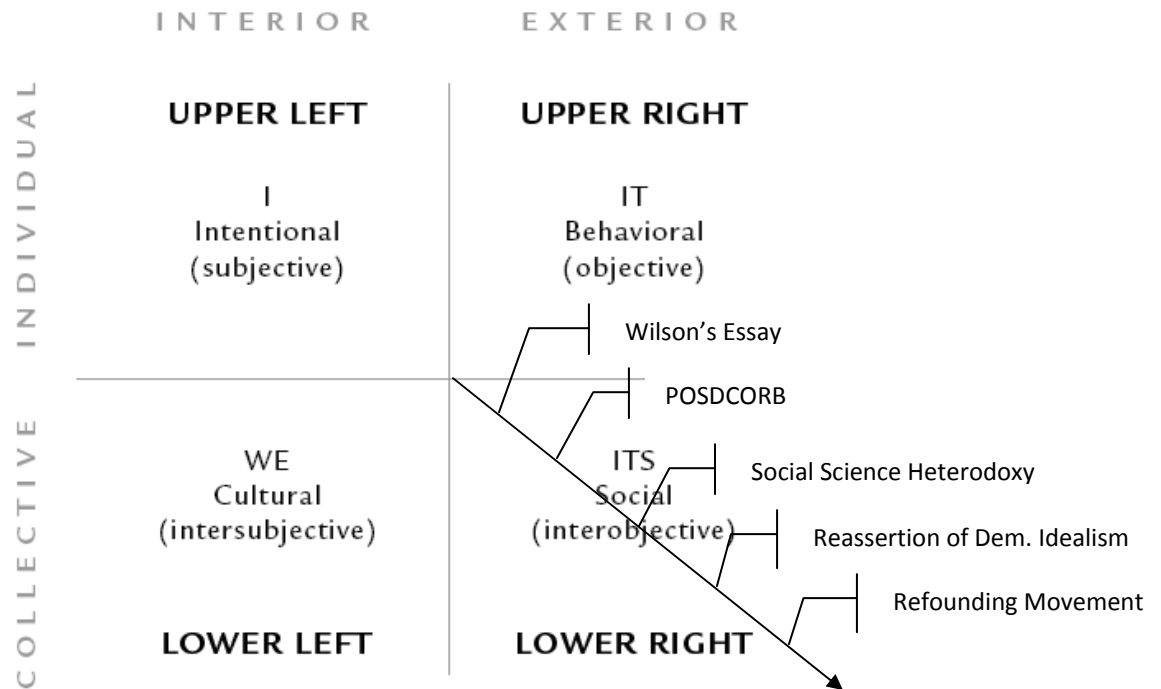 INTERIOR EXTERIOR
INDIVIDUAL
COLLECTIVE
UPPER LEFT
I
Intentional
(subjective)
UPPER RIGHT
IT
Behavioral
(objective)
Wilson’s Essay
POSDCORB
WE
Cultural
(intersubjective)
LOWER LEFT
ITS
Social
(interobjective)
LOWER RIGHT
Social Science Heterodoxy
Reassertion of Dem. Idealism
Refounding Movement